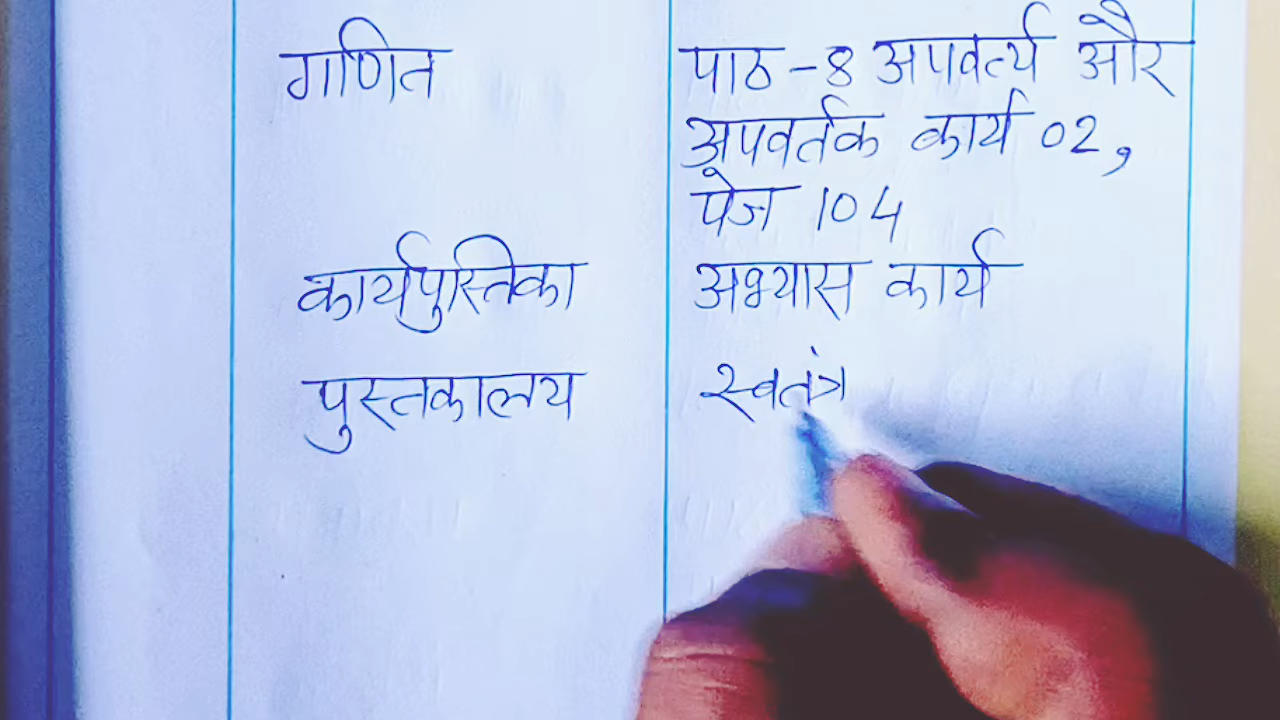 गणित
पाठ -8 अपवर्त्य और
अपवर्तक कार्य 02,
पेज 104
कार्यपुस्तिका
अभ्यास कार्य
पुस्तकालय
स्वतंत्र